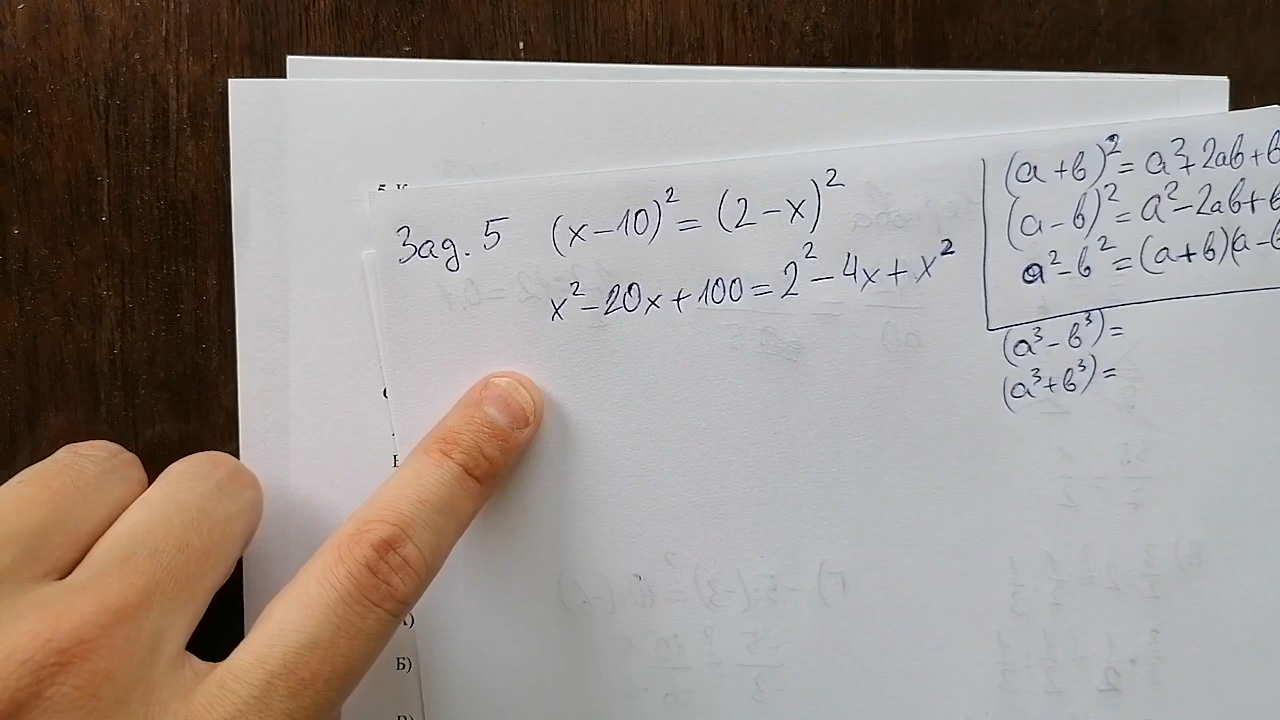 Зад. 5 (x-10)² = (2-x)²
x²-20x+100=2²-4x+x²
(a+b)²= a²+2ab+b
(a-b)²= a²-2ab+b
a²-b²=(a+b)(a-b
(a³-b³)=
(a³+b³)=
Б)